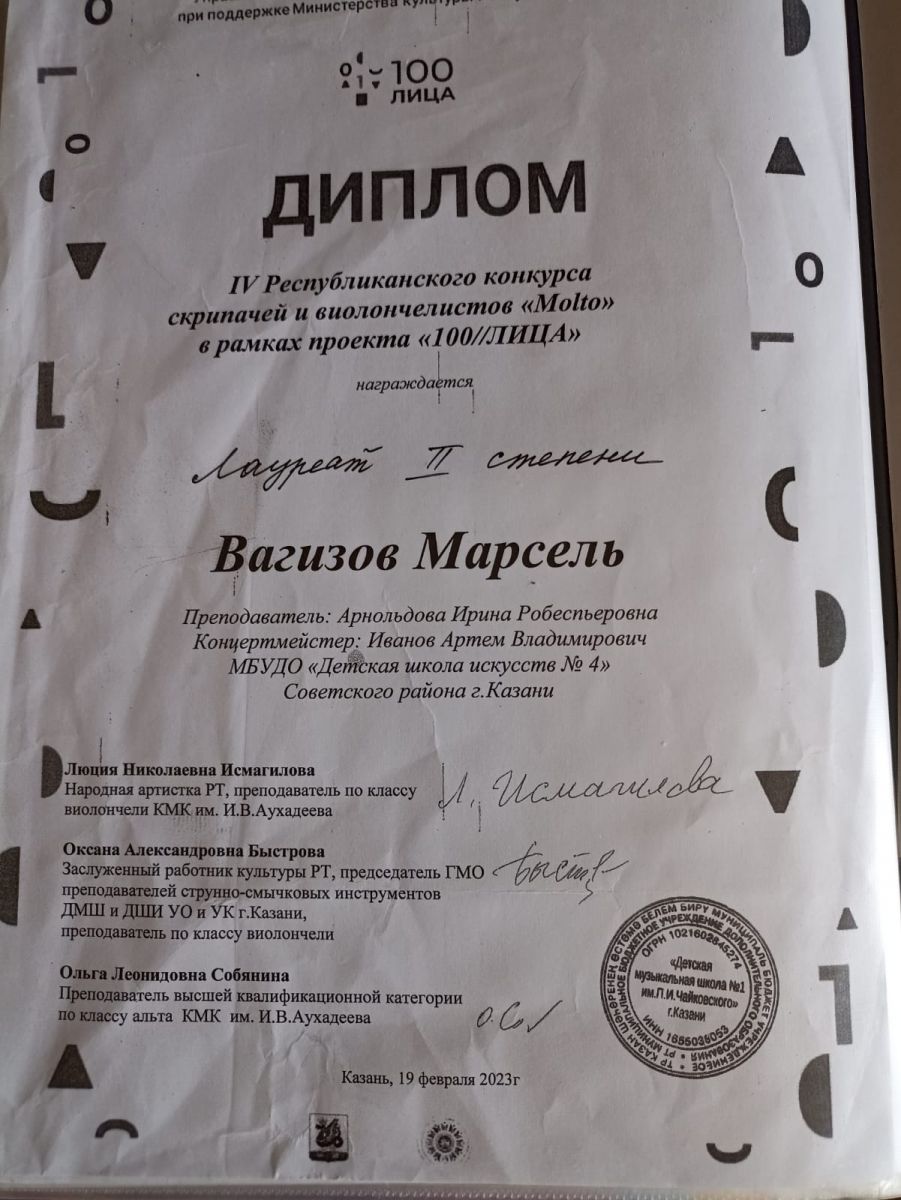 при поддержке Министерства культуры
100
ЛИЦА
ДИПЛОМ
IV Республиканского конкурса
скрипачей и виолончелистов «Molto»
в рамках проекта «100//ЛИЦА»
награждается
Лауреат II степени
Вагизов Марсель
Преподаватель: Арнольдова Ирина Робеспьеровна
Концертмейстер: Иванов Артем Владимирович
МБУДО «Детская школа искусств № 4»
Советского района г.Казани
Люция Николаевна Исмагилова
Народная артистка РТ, преподаватель по классу
виолончели КМК им. И.В.Аухадеева
Л. Исмагилова
Оксана Александровна Быстрова
Заслуженный работник культуры РТ, председатель ГМО
преподавателей струнно-смычковых инструментов
ДМШ и ДШИ УО и УК г.Казани,
преподаватель по классу виолончели
Ольга Леонидовна Собянина
Преподаватель высшей квалификационной категории
по классу альта КМК им. И.В.Аухадеева
ОГРН 1021602845274
«Детская
музыкальная школа №1
им.П.И.Чайковского»
г.Казани
ИНН 1655036053
Казань, 19 февраля 2023г